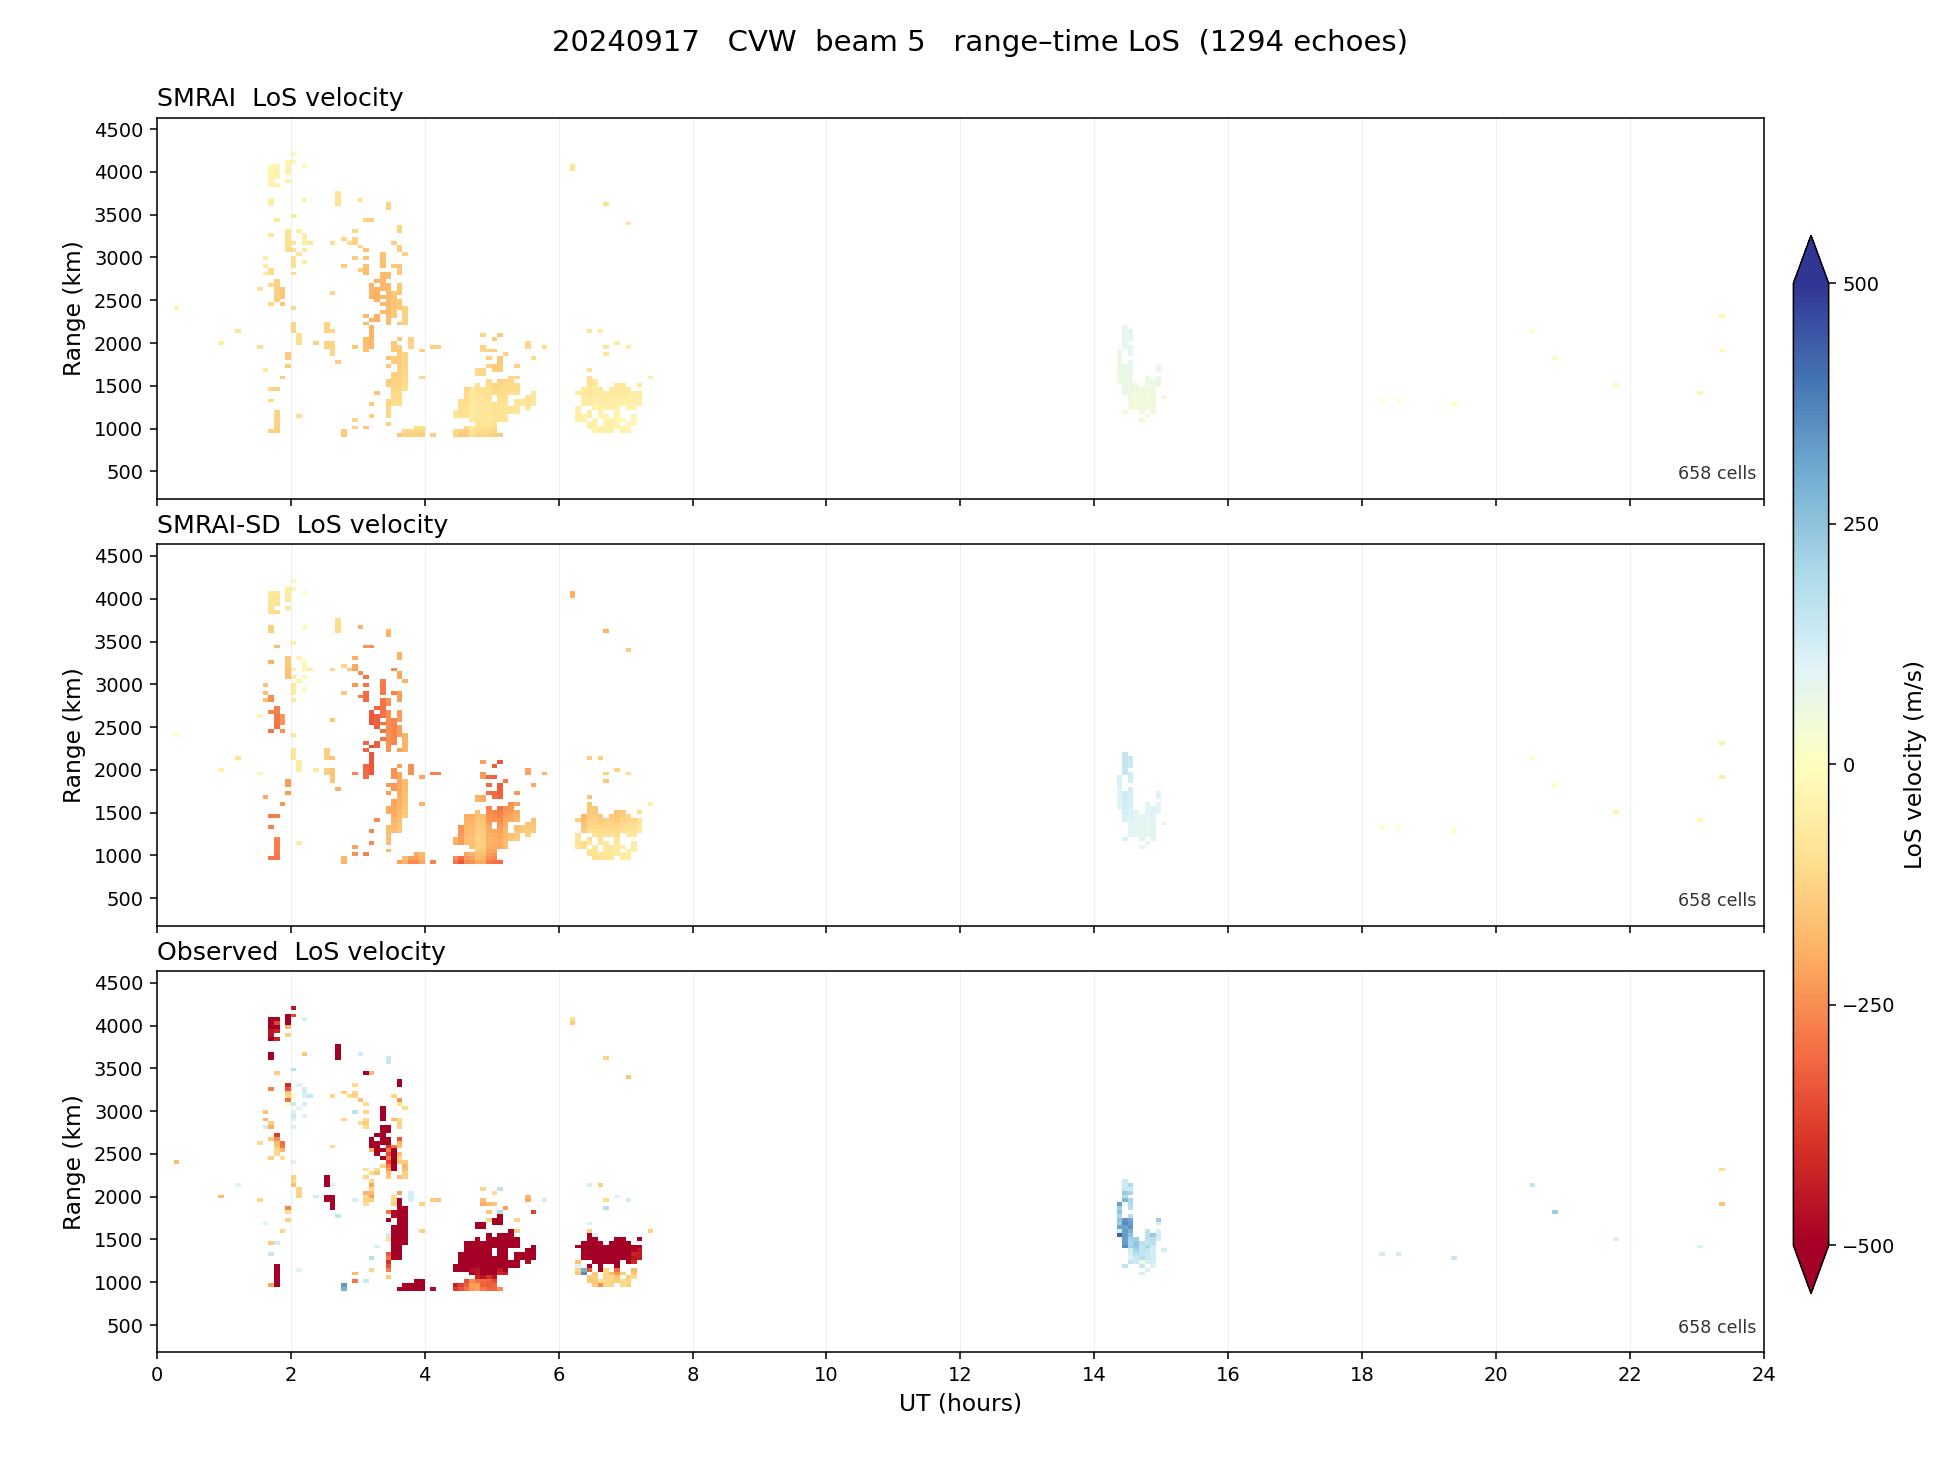 20240917   CVW  beam 5   range–time LoS  (1294 echoes)
SMRAI  LoS velocity
4500
4000
3500
3000
2500
2000
1500
1000
500
Range (km)
658 cells
SMRAI-SD  LoS velocity
4500
4000
3500
3000
2500
2000
1500
1000
500
Range (km)
658 cells
Observed  LoS velocity
4500
4000
3500
3000
2500
2000
1500
1000
500
Range (km)
658 cells
0 2 4 6 8 10 12 14 16 18 20 22 24
UT (hours)
500
250
0
−250
−500
LoS velocity (m/s)